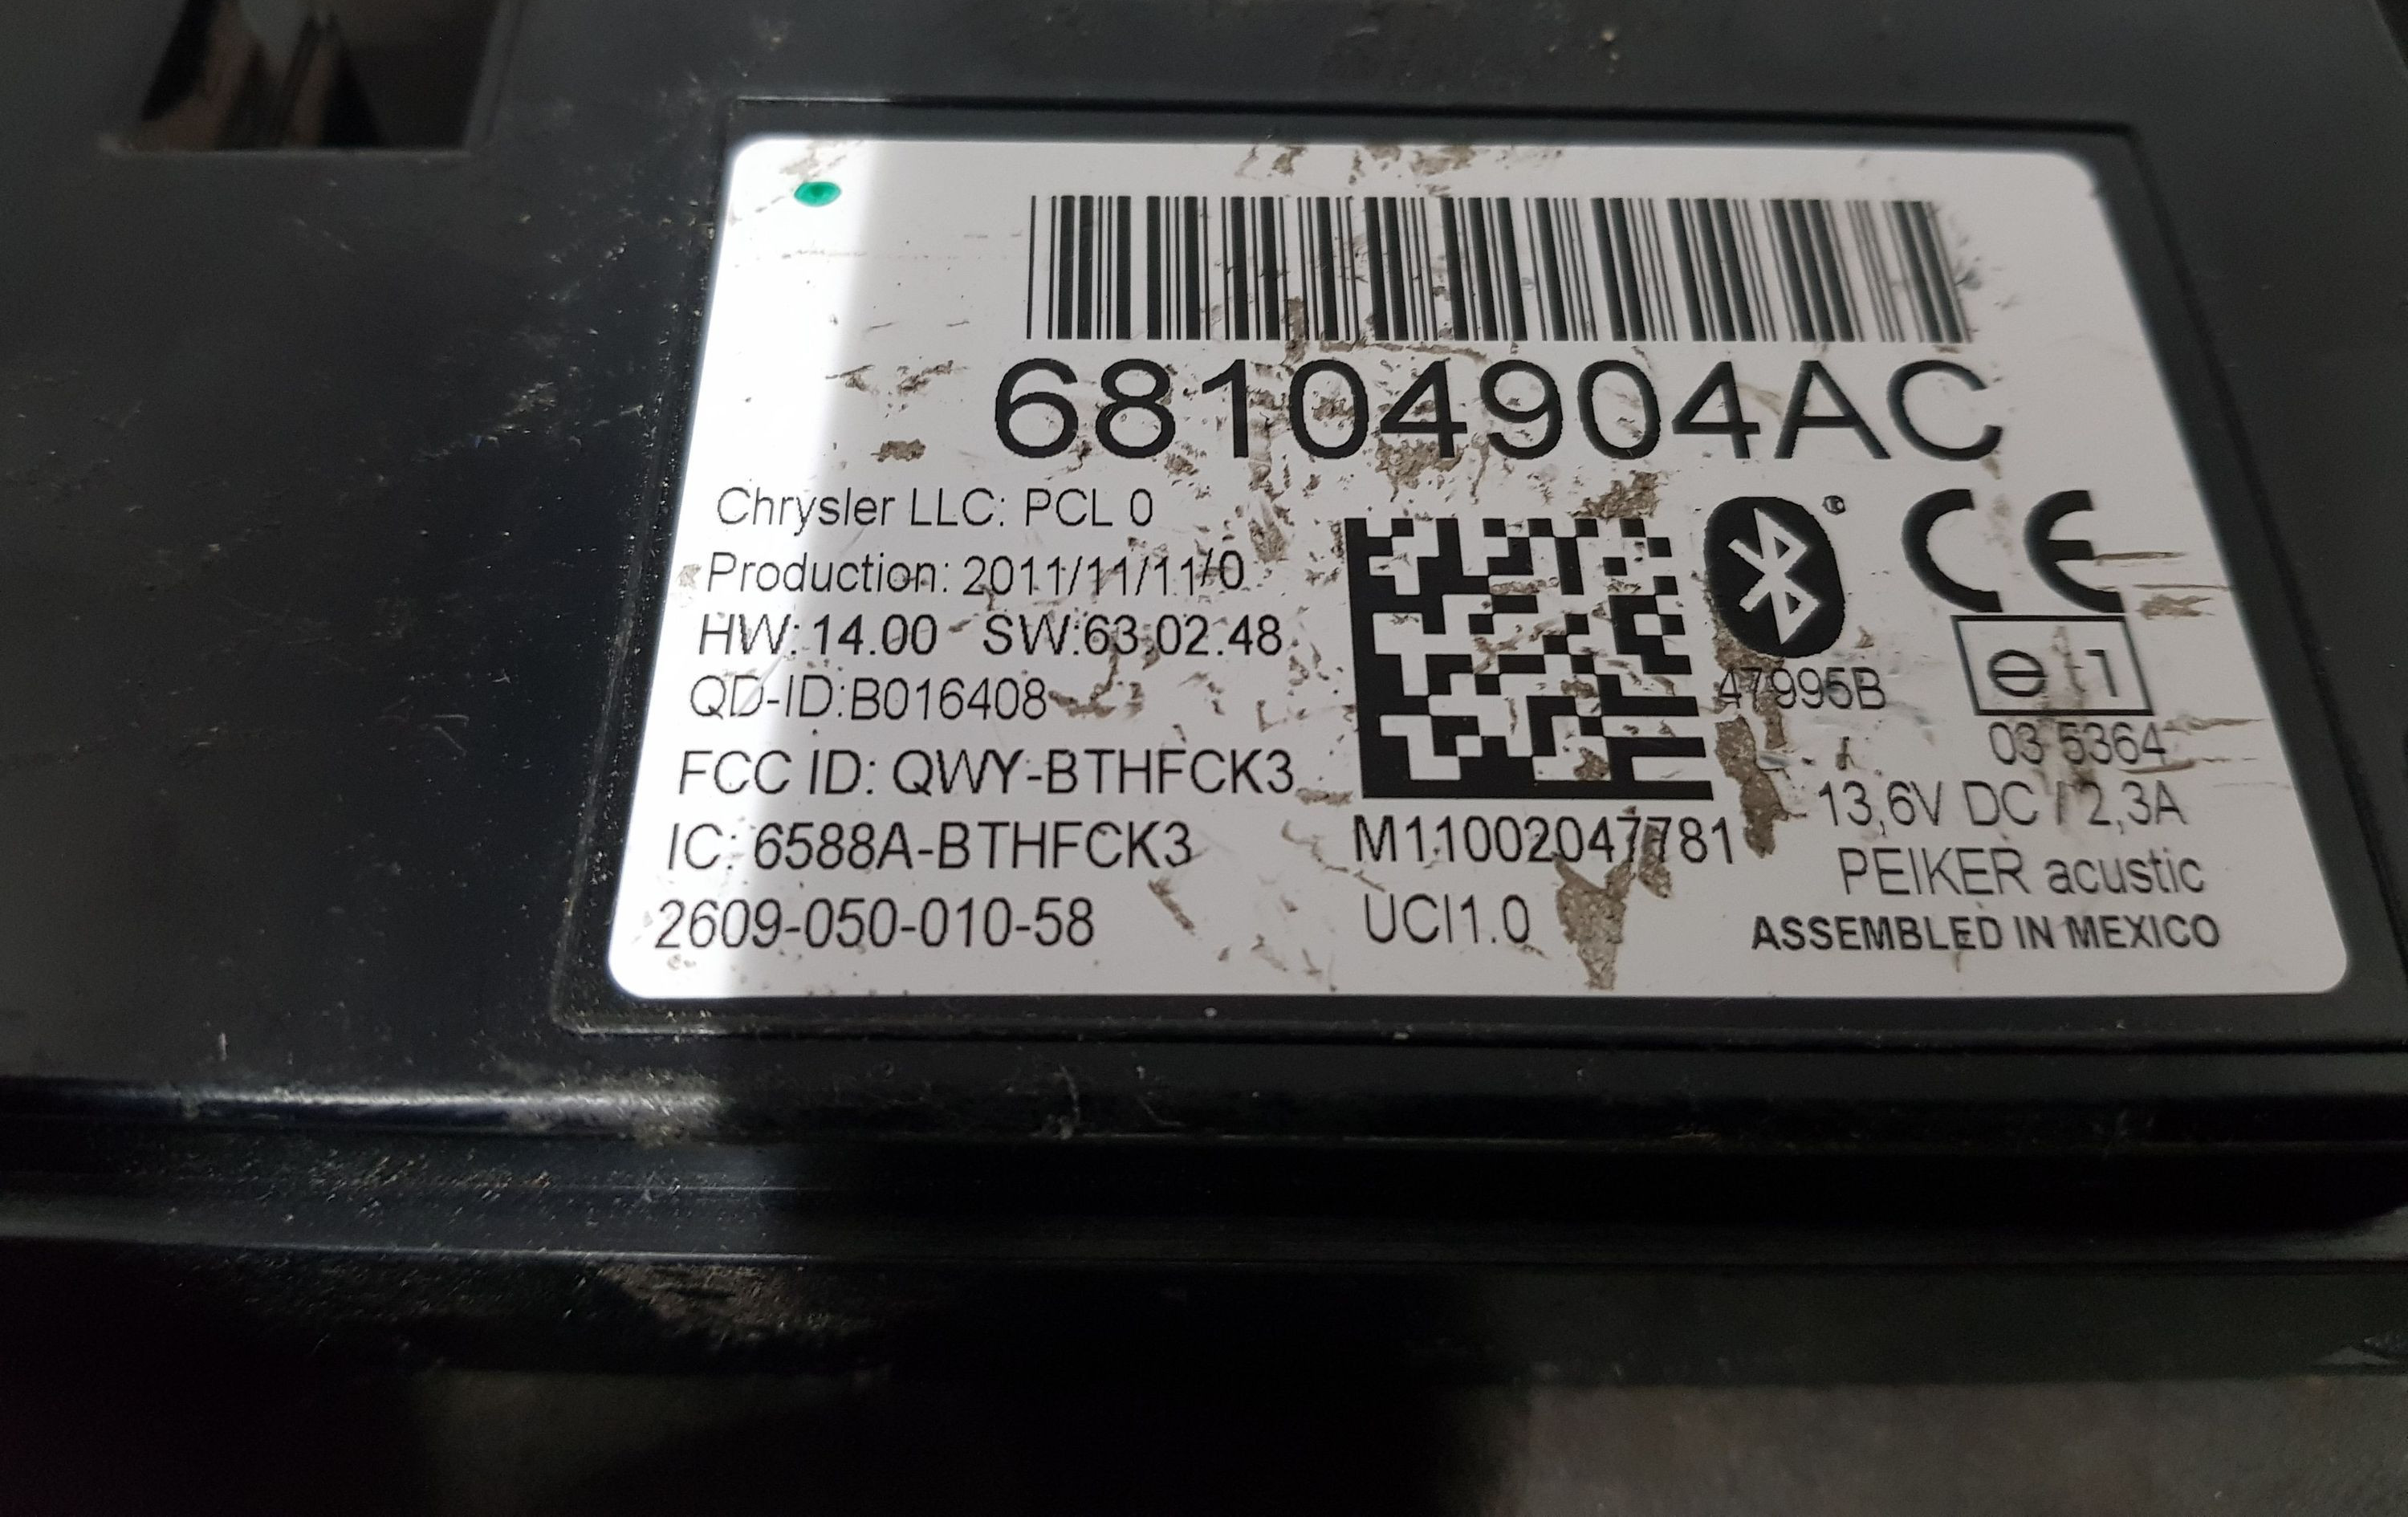 68104904AC
Chrysler LLC: PCL 0
Production: 2011/11/11/0
HW:14.00 SW:63.02.48
QD-ID:B016408
FCC ID: QWY-BTHFCK3
IC: 6588A-BTHFCK3
2609-050-010-58
M11002047781
UCI1.0
®
47995B
CE
e 1
03 5364
13,6V DC / 2,3A
PEIKER acustic
ASSEMBLED IN MEXICO